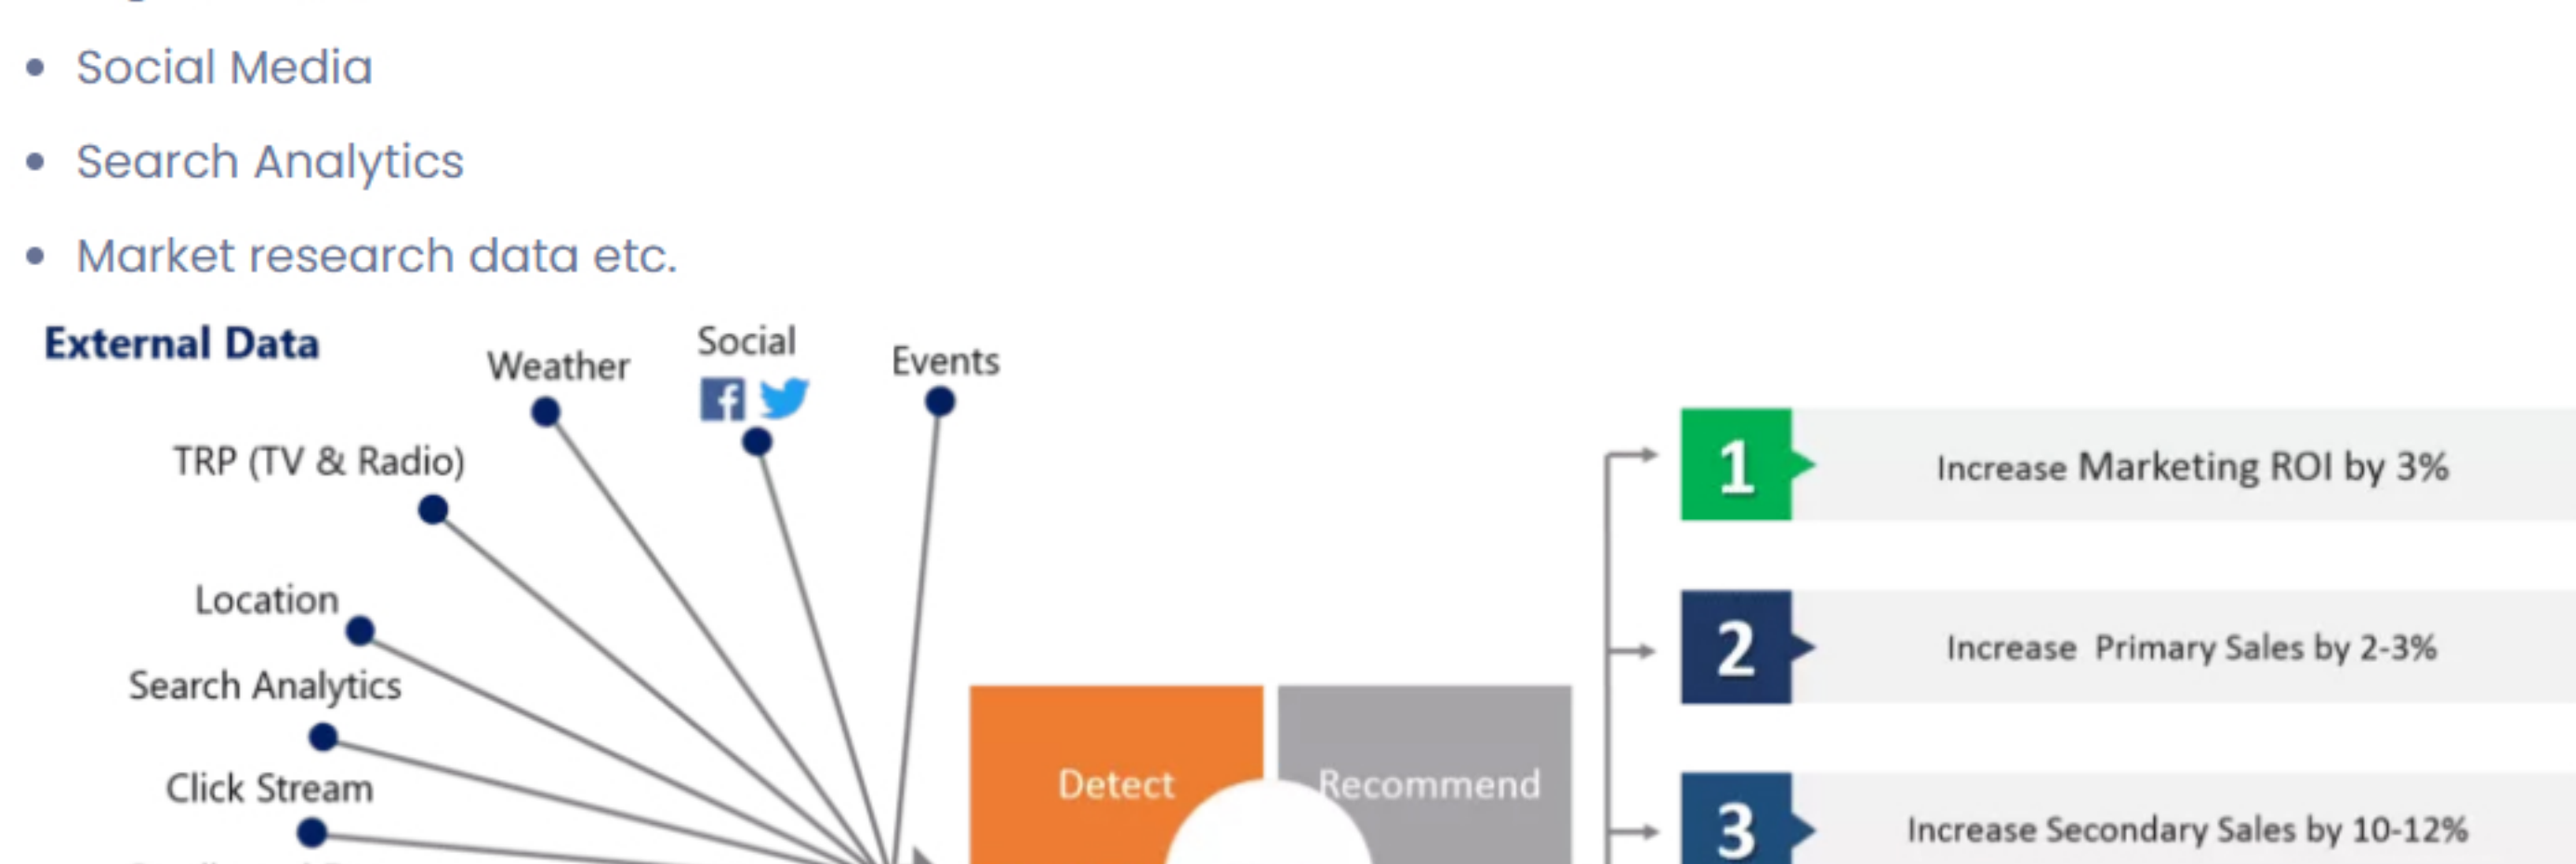 Social Media
Search Analytics
Market research data etc.
External Data
Weather
Social
Events
TRP (TV & Radio)
Location
Search Analytics
Click Stream
Detect
Recommend
1
Increase Marketing ROI by 3%
2
Increase Primary Sales by 2-3%
3
Increase Secondary Sales by 10-12%